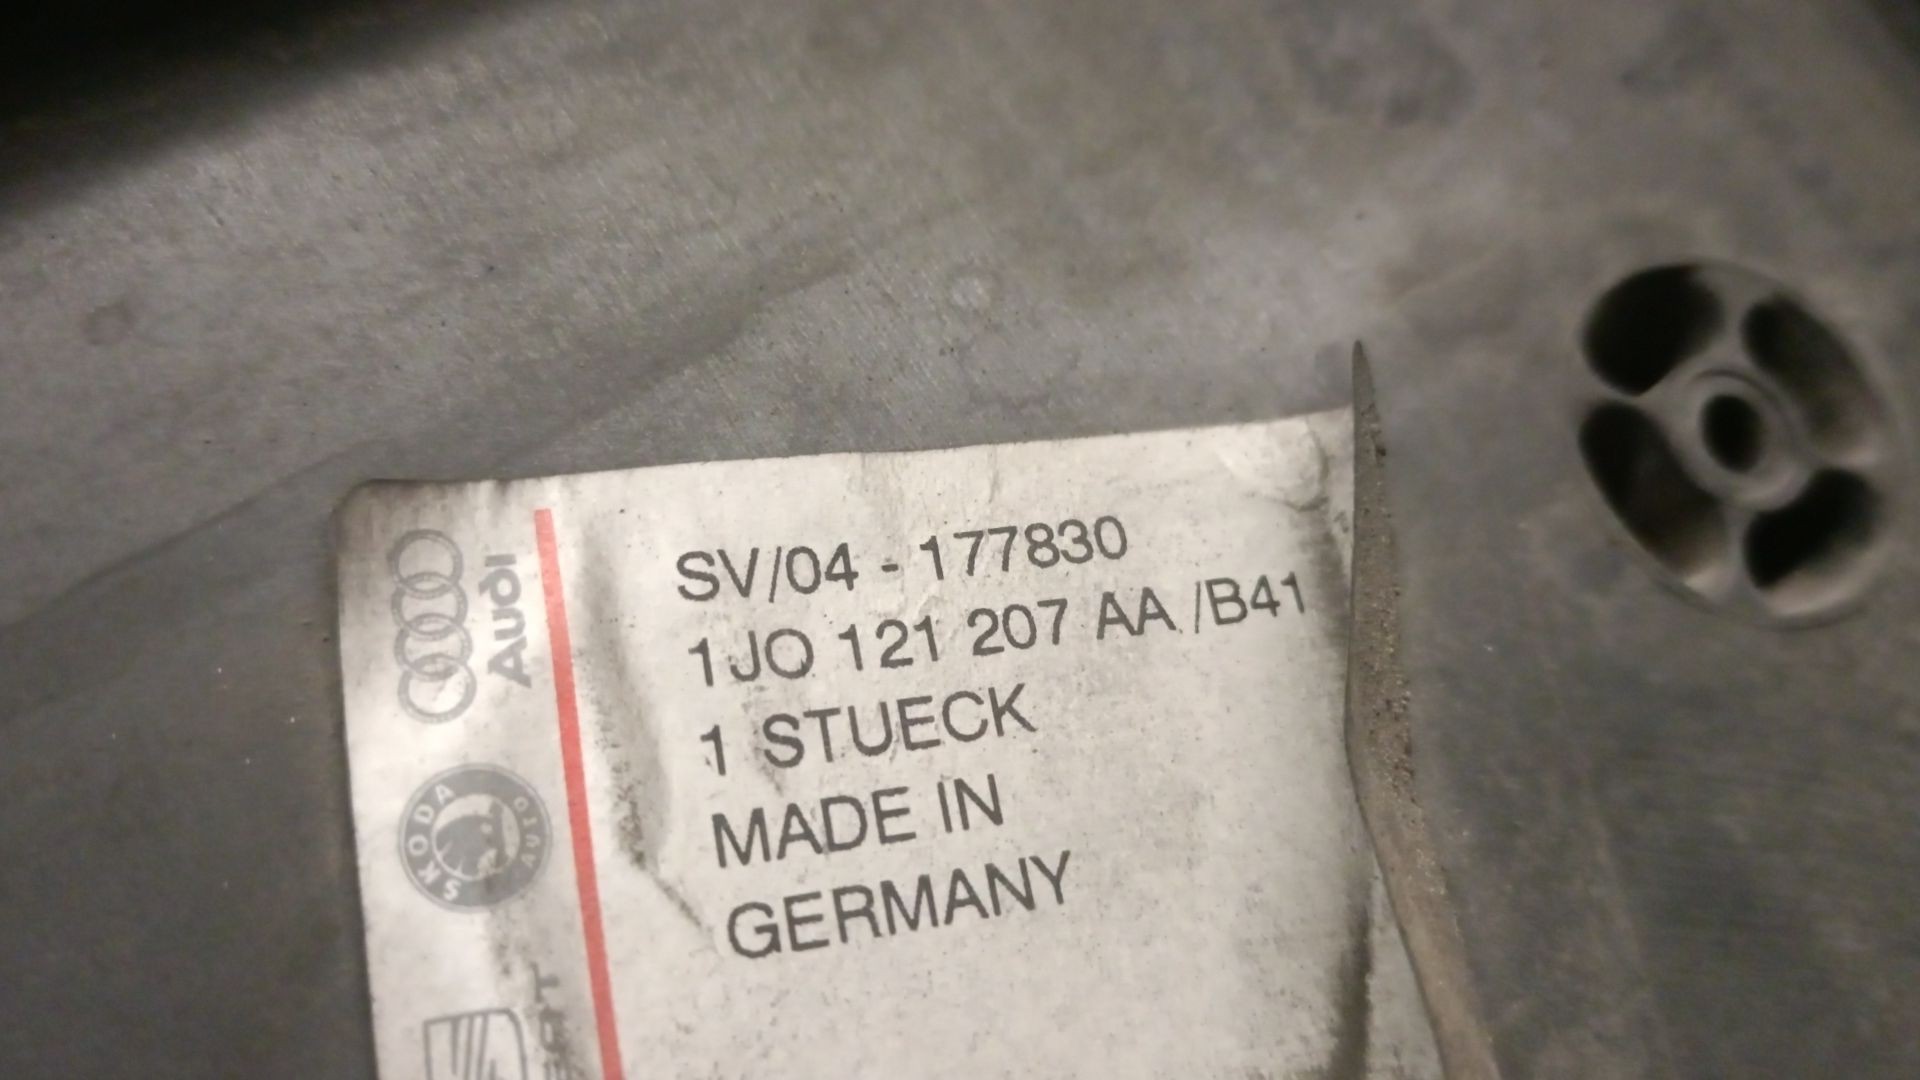 SV/04 - 177830
1JO 121 207 AA /B41
1 STUECK
MADE IN
GERMANY
Audi
SKODA AUTO